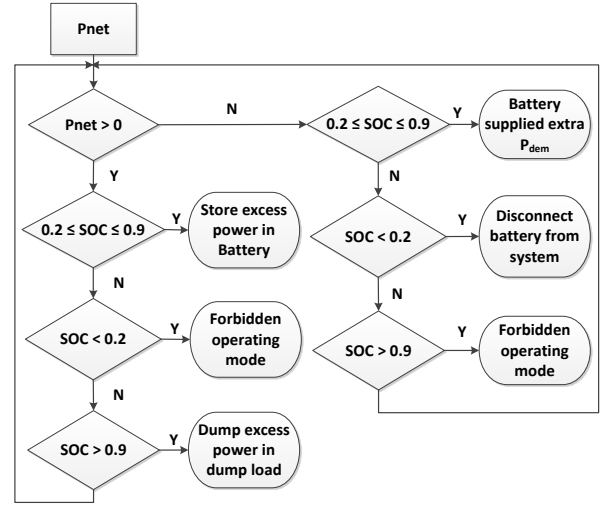 Pnet
Pnet > 0
N
0.2 ≤ SOC ≤ 0.9
Y
Battery
supplied extra
Pdem
Y
N
0.2 ≤ SOC ≤ 0.9
Y
Store excess
power in
Battery
SOC < 0.2
Y
Disconnect
battery from
system
N
N
SOC < 0.2
Y
Forbidden
operating
mode
SOC > 0.9
Y
Forbidden
operating
mode
N
SOC > 0.9
Y
Dump excess
power in
dump load